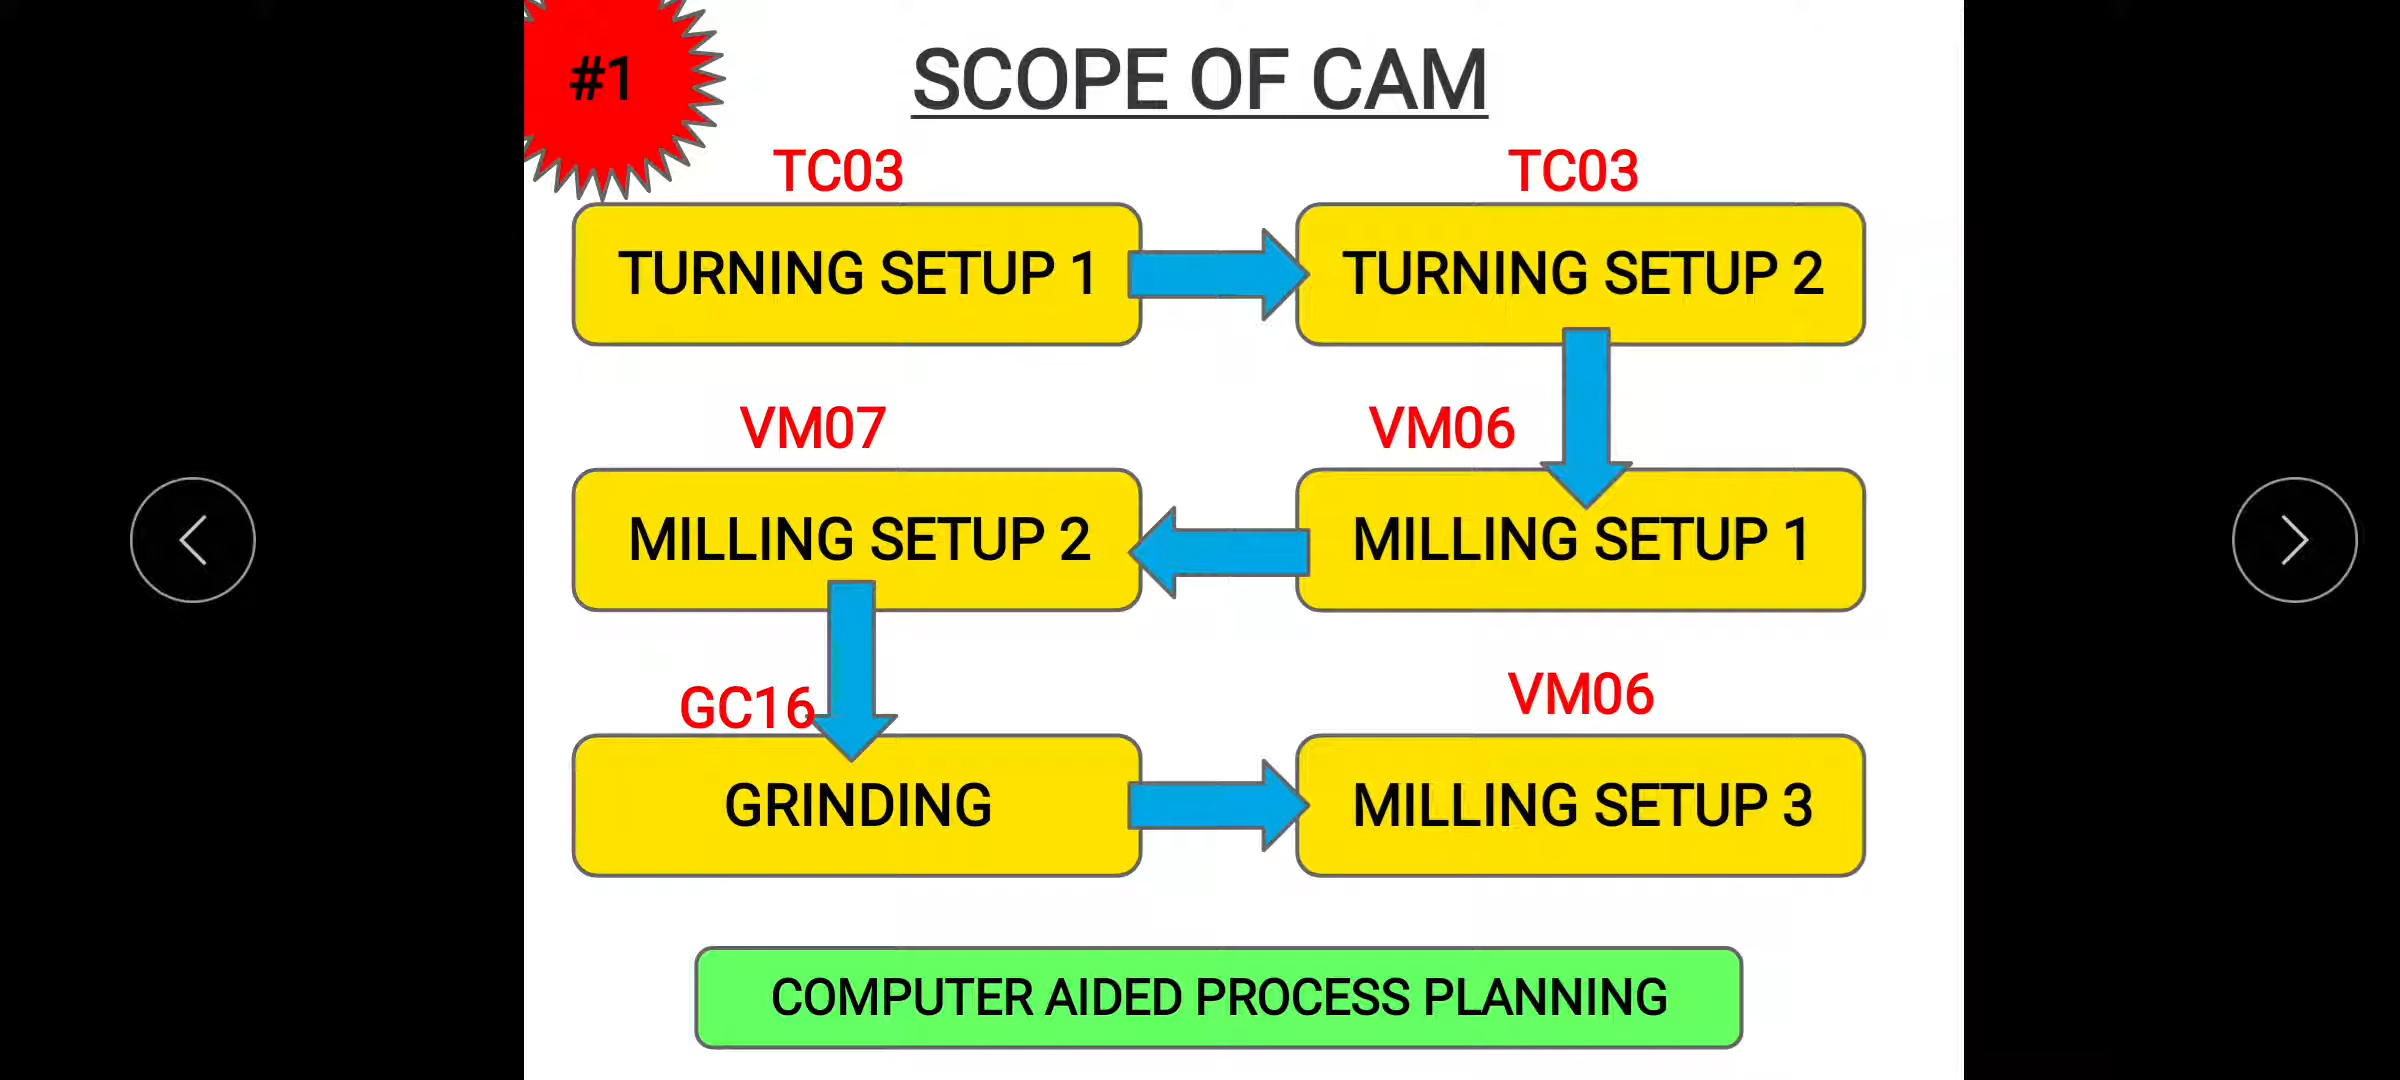 #1
SCOPE OF CAM
TC03
TC03
TURNING SETUP 1
TURNING SETUP 2
VM07
VM06
MILLING SETUP 2
MILLING SETUP 1
GC16
VM06
GRINDING
MILLING SETUP 3
COMPUTER AIDED PROCESS PLANNING